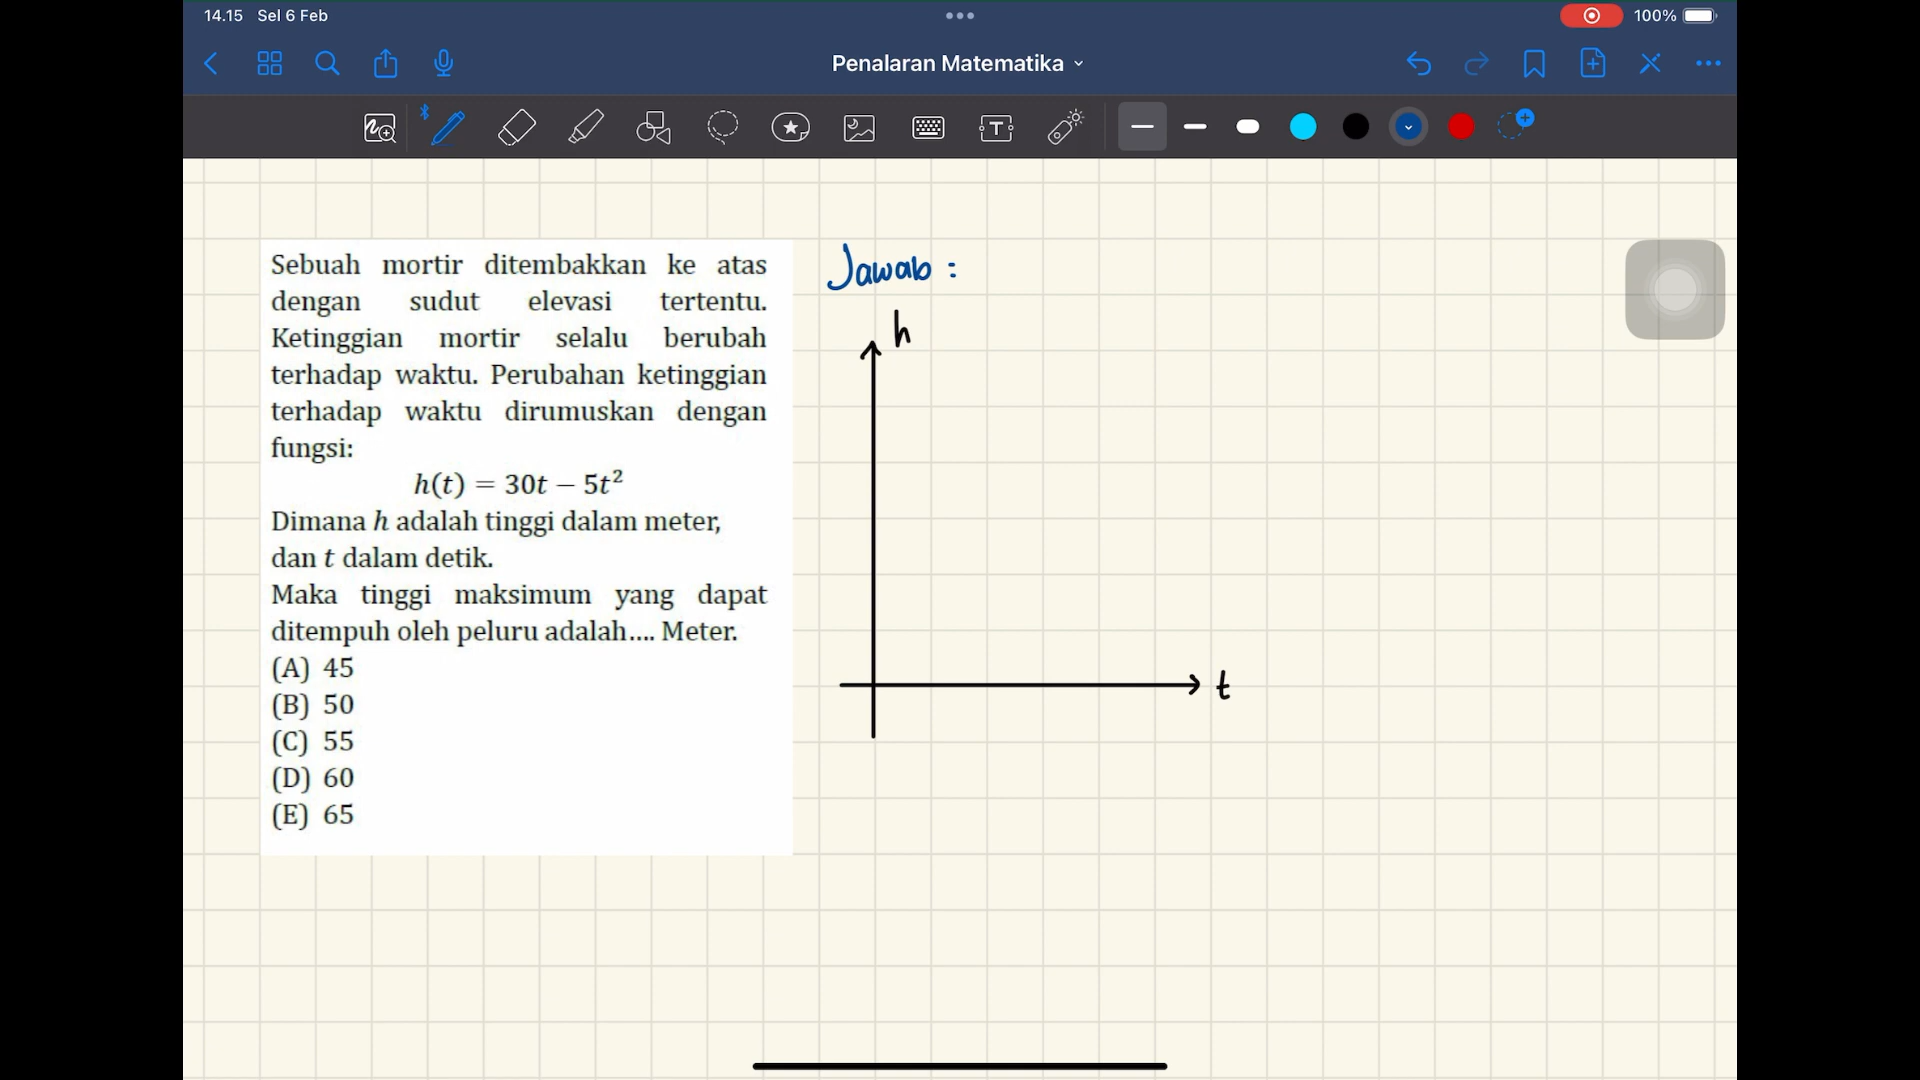 14.15 Sel 6 Feb
100%
Penalaran Matematika
T
Sebuah mortir ditembakkan ke atas
dengan sudut elevasi tertentu.
Ketinggian mortir selalu berubah
terhadap waktu. Perubahan ketinggian
terhadap waktu dirumuskan dengan
fungsi:
h(t) = 30t − 5t²
Dimana h adalah tinggi dalam meter,
dan t dalam detik.
Maka tinggi maksimum yang dapat
ditempuh oleh peluru adalah.... Meter.
(A) 45
(B) 50
(C) 55
(D) 60
(E) 65
Jawab :
h
t